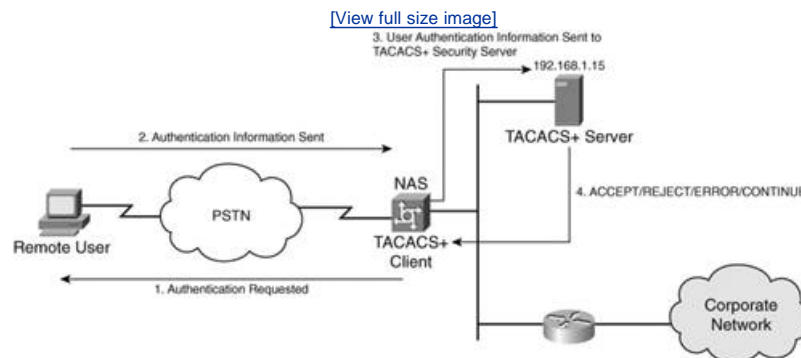 [View full size image]
3. User Authentication Information Sent to
TACACS+ Security Server
192.168.1.15
TACACS+ Server
2. Authentication Information Sent
NAS
4. ACCEPT/REJECT/ERROR/CONTINUE
PSTN
Remote User
TACACS+
Client
1. Authentication Requested
Corporate
Network